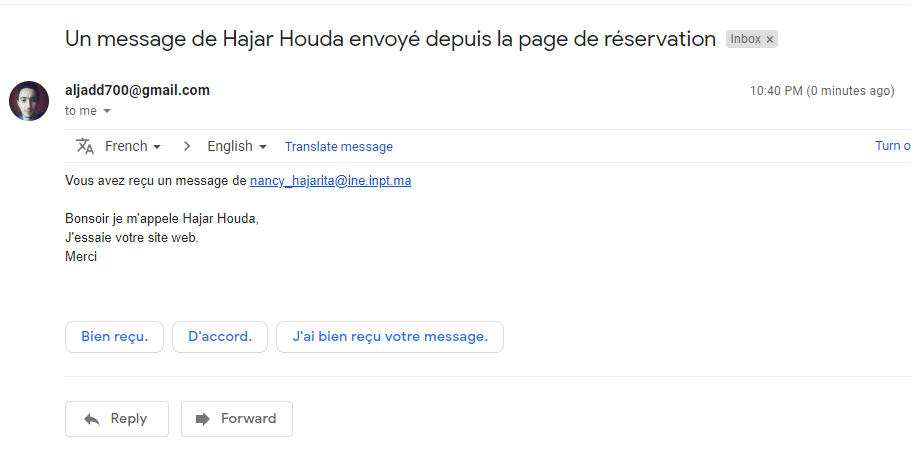 Un message de Hajar Houda envoyé depuis la page de réservation Inbox ×
aljadd700@gmail.com 10:40 PM (0 minutes ago)
to me
French > English Translate message Turn o
Vous avez reçu un message de nancy_hajarita@ine.inpt.ma
Bonsoir je m'appele Hajar Houda,
J'essaie votre site web.
Merci
Bien reçu. D'accord. J'ai bien reçu votre message.
Reply Forward